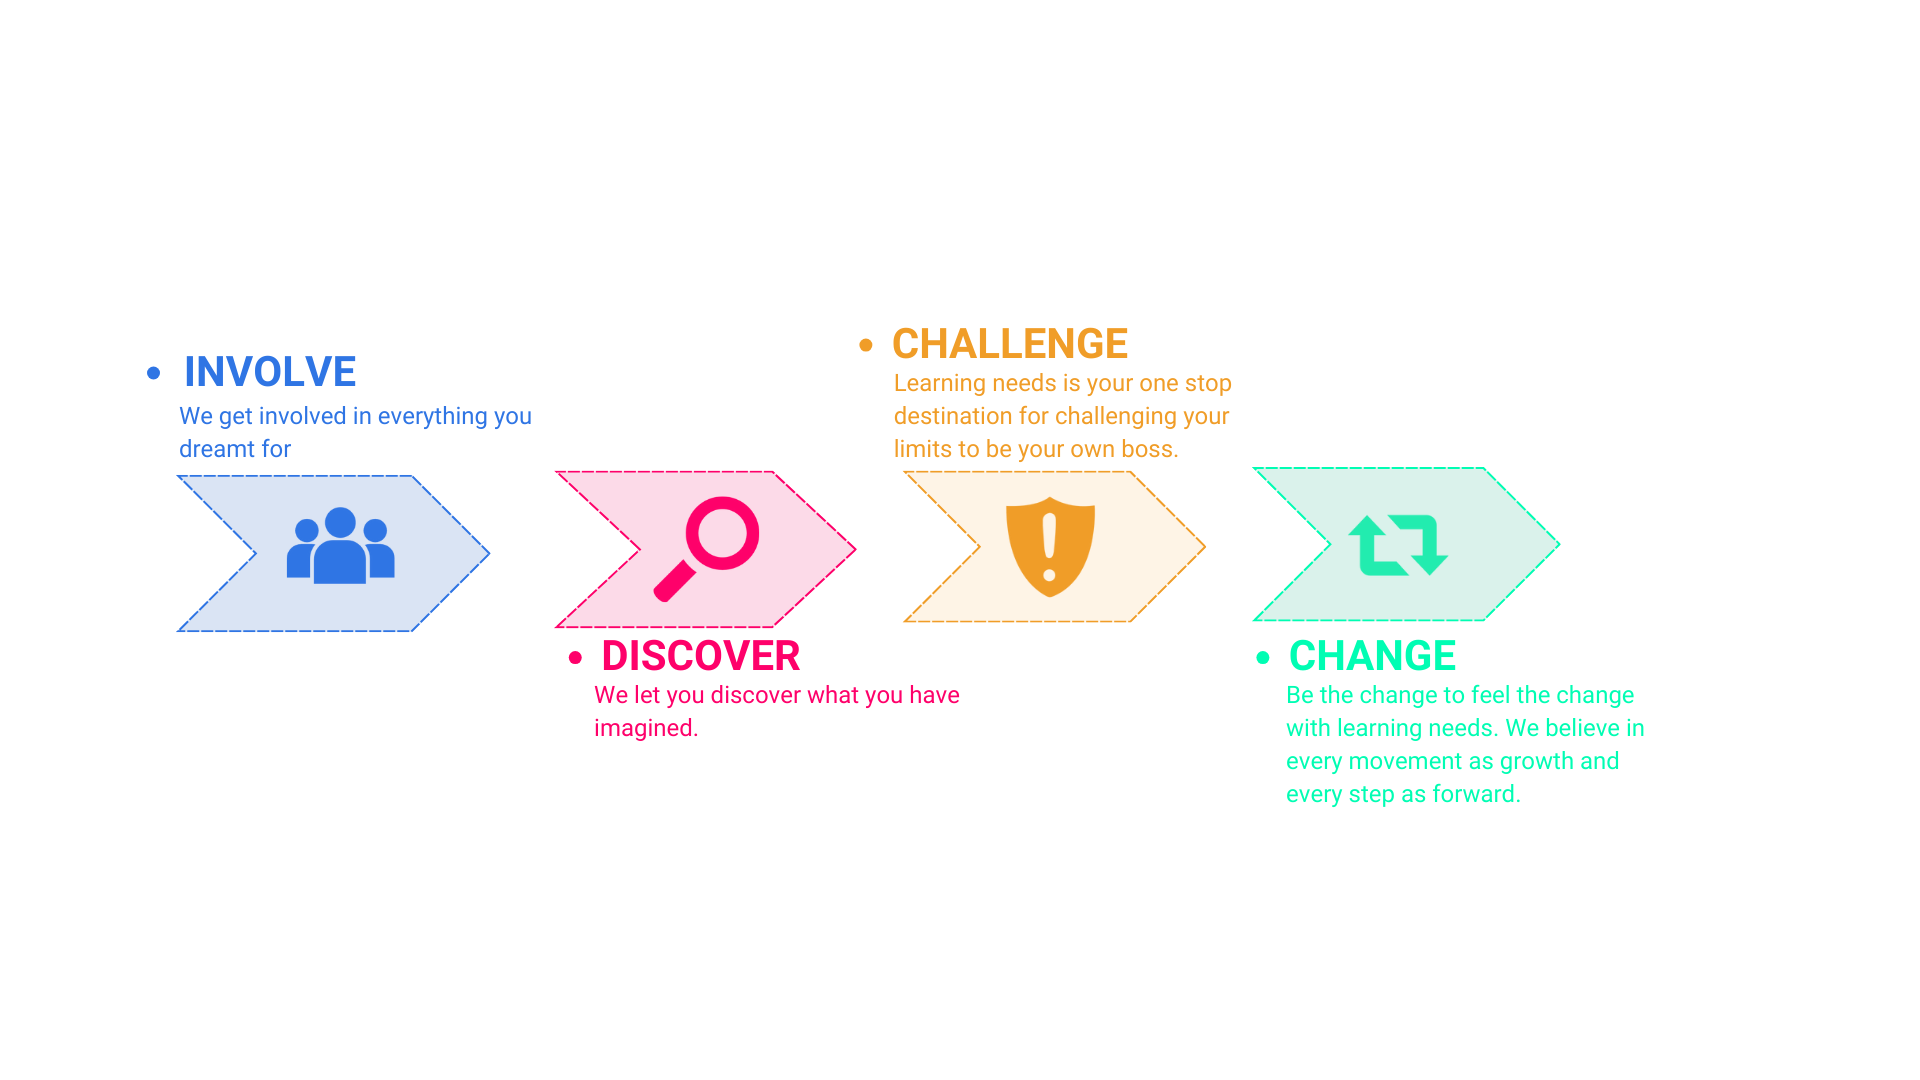 • INVOLVE
We get involved in everything you
dreamt for
• DISCOVER
We let you discover what you have
imagined.
• CHALLENGE
Learning needs is your one stop
destination for challenging your
limits to be your own boss.
• CHANGE
Be the change to feel the change
with learning needs. We believe in
every movement as growth and
every step as forward.